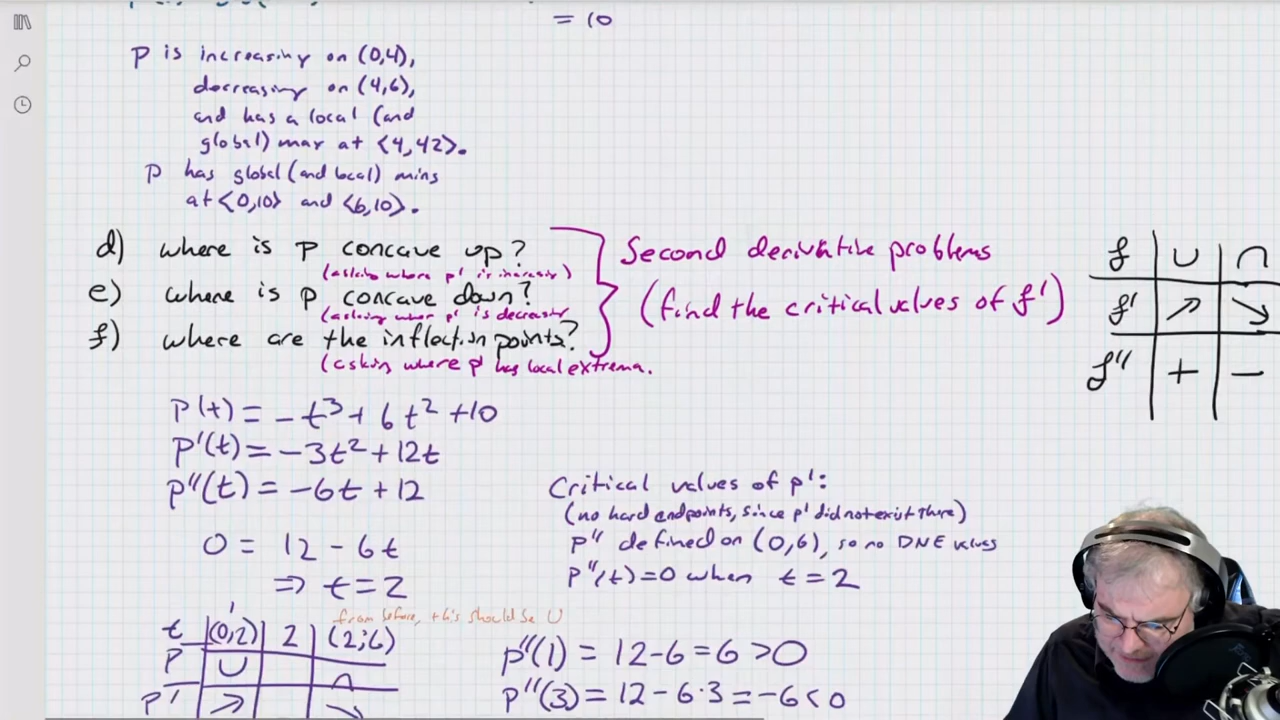 = 10
P is increasing on (0,4),
decreasing on (4,6),
and has a local (and
global) max at <4,42>.
P has global (and local) mins
at <0,10> and <6,10>.
d) where is P concave up?
(asking where p' is increasing)
e) where is P concave down?
(asking where p' is decreasing
f) where are the inflection points?
(asking where p' has local extrema.
Second derivative problems
(find the critical values of f')
f ∪ ∩
f' ↗ ↘
f'' + −
P(t) = -t³ + 6t² + 10
P'(t) = -3t² + 12t
P''(t) = -6t + 12
0 = 12 - 6t
⇒ t = 2
Critical values of p':
(no hard endpoints, since p' did not exist there)
P'' defined on (0,6), so no DNE values
P''(t) = 0 when t = 2
from before, this should be ∪
t (0,2) 2 (2,6)
P ∪ ∩
P' ↗ ↘
P''(1) = 12 - 6 = 6 > 0
P''(3) = 12 - 6·3 = -6 < 0